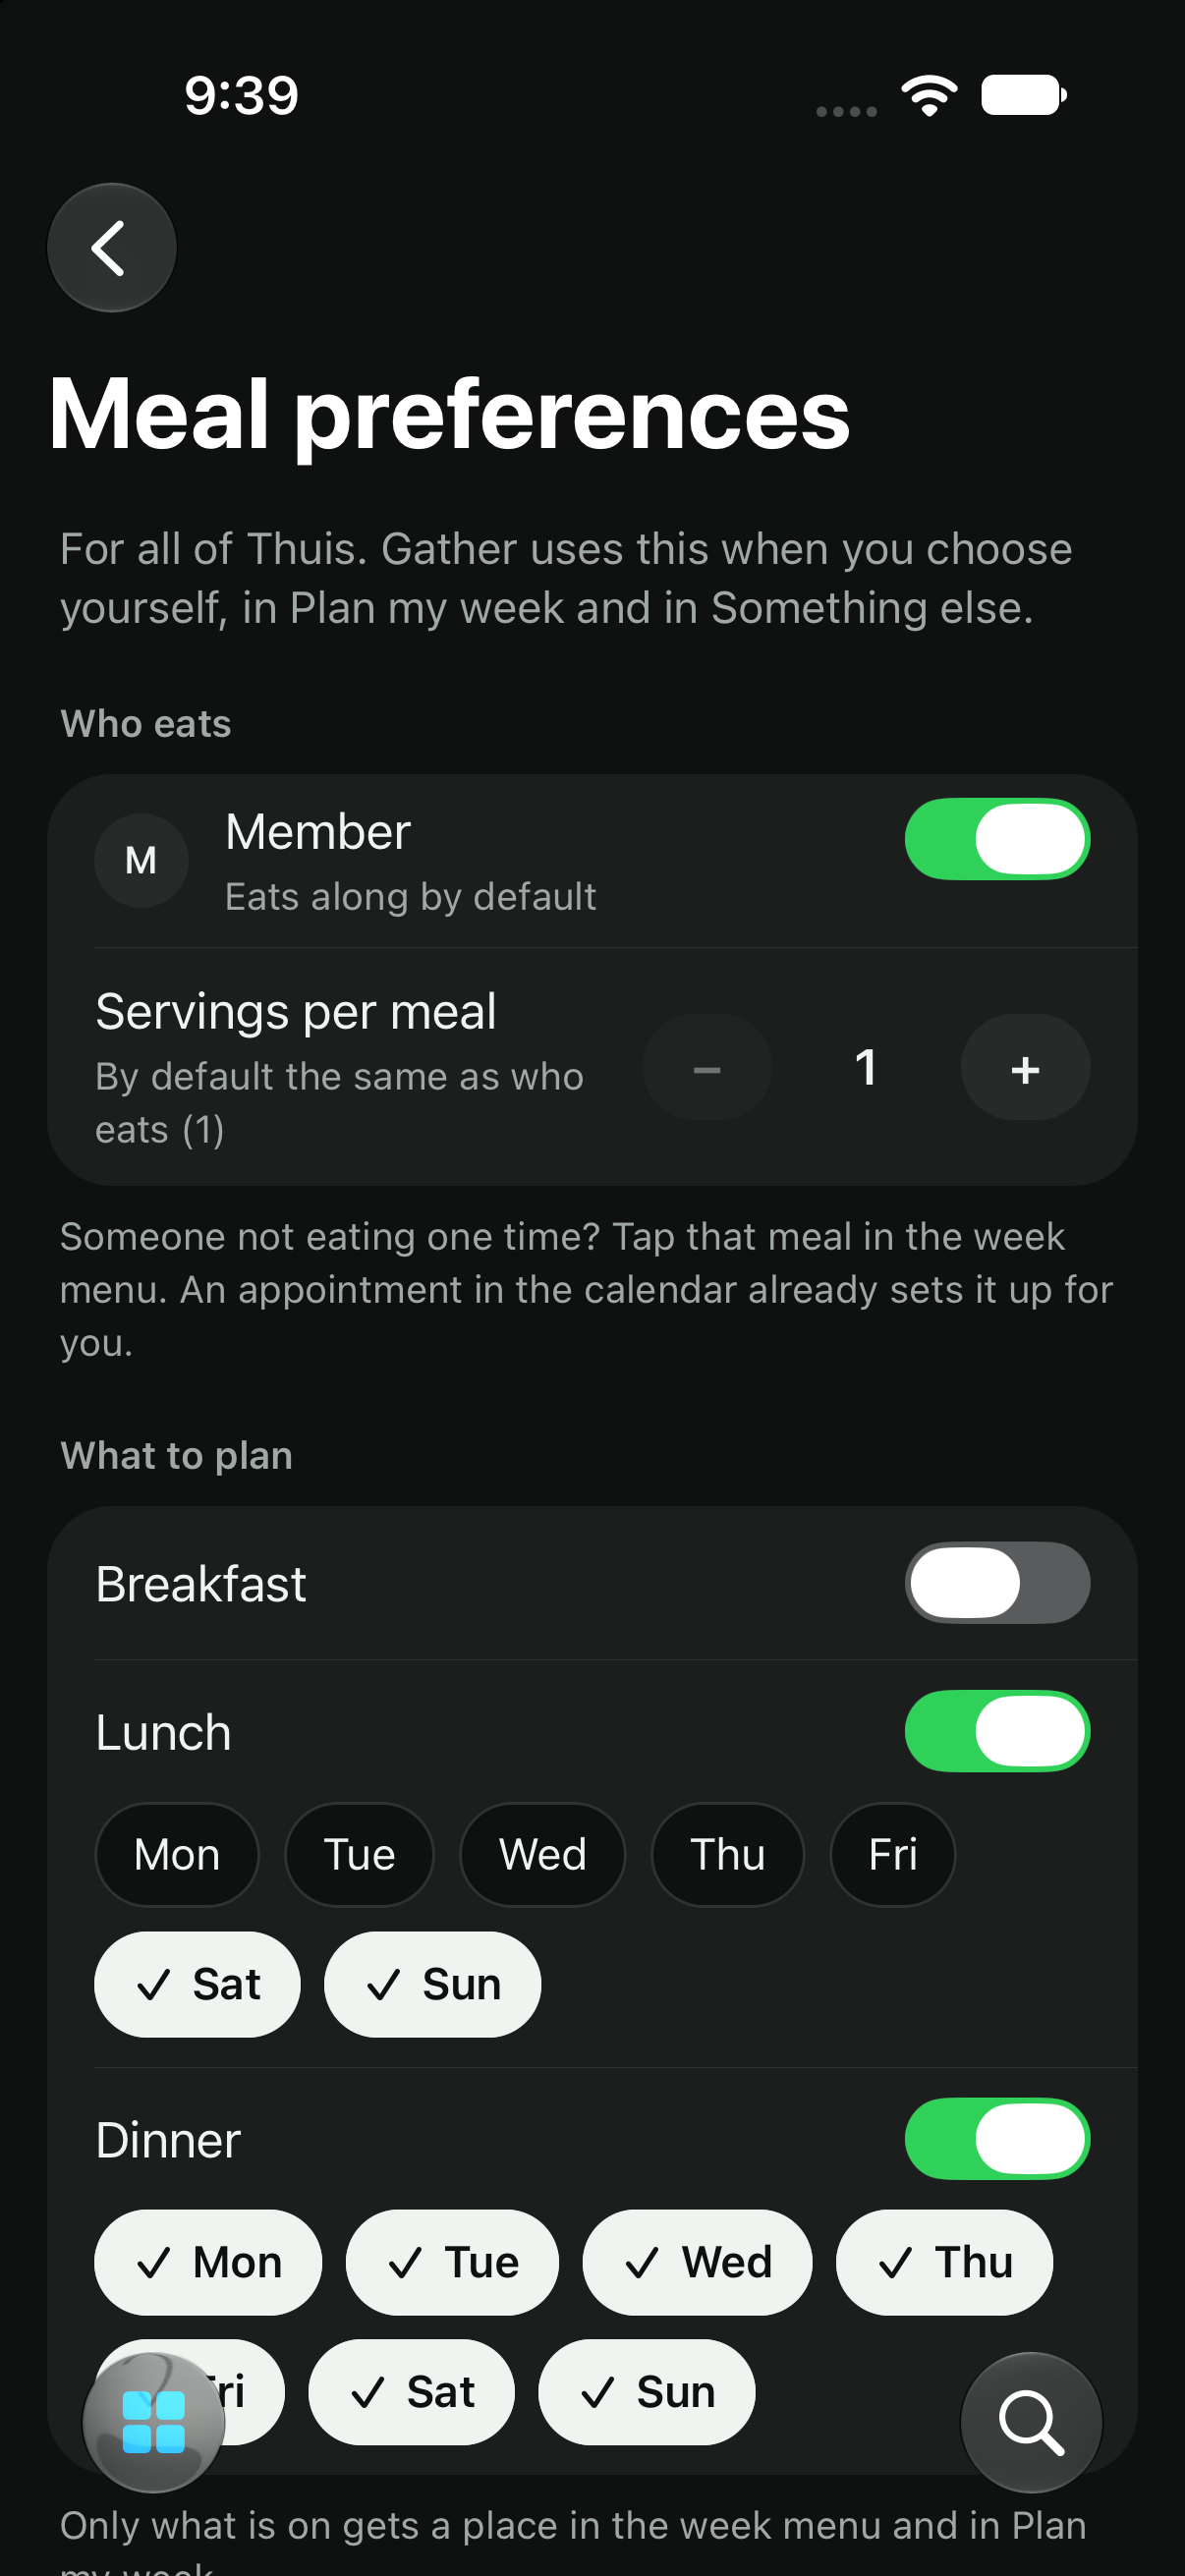 9:39
Meal preferences
For all of Thuis. Gather uses this when you choose
yourself, in Plan my week and in Something else.
Who eats
M
Member
Eats along by default
Servings per meal
By default the same as who
eats (1)
− 1 +
Someone not eating one time? Tap that meal in the week
menu. An appointment in the calendar already sets it up for
you.
What to plan
Breakfast
Lunch
Mon Tue Wed Thu Fri
✓ Sat ✓ Sun
Dinner
✓ Mon ✓ Tue ✓ Wed ✓ Thu
✓ Sat ✓ Sun
Only what is on gets a place in the week menu and in Plan
my week